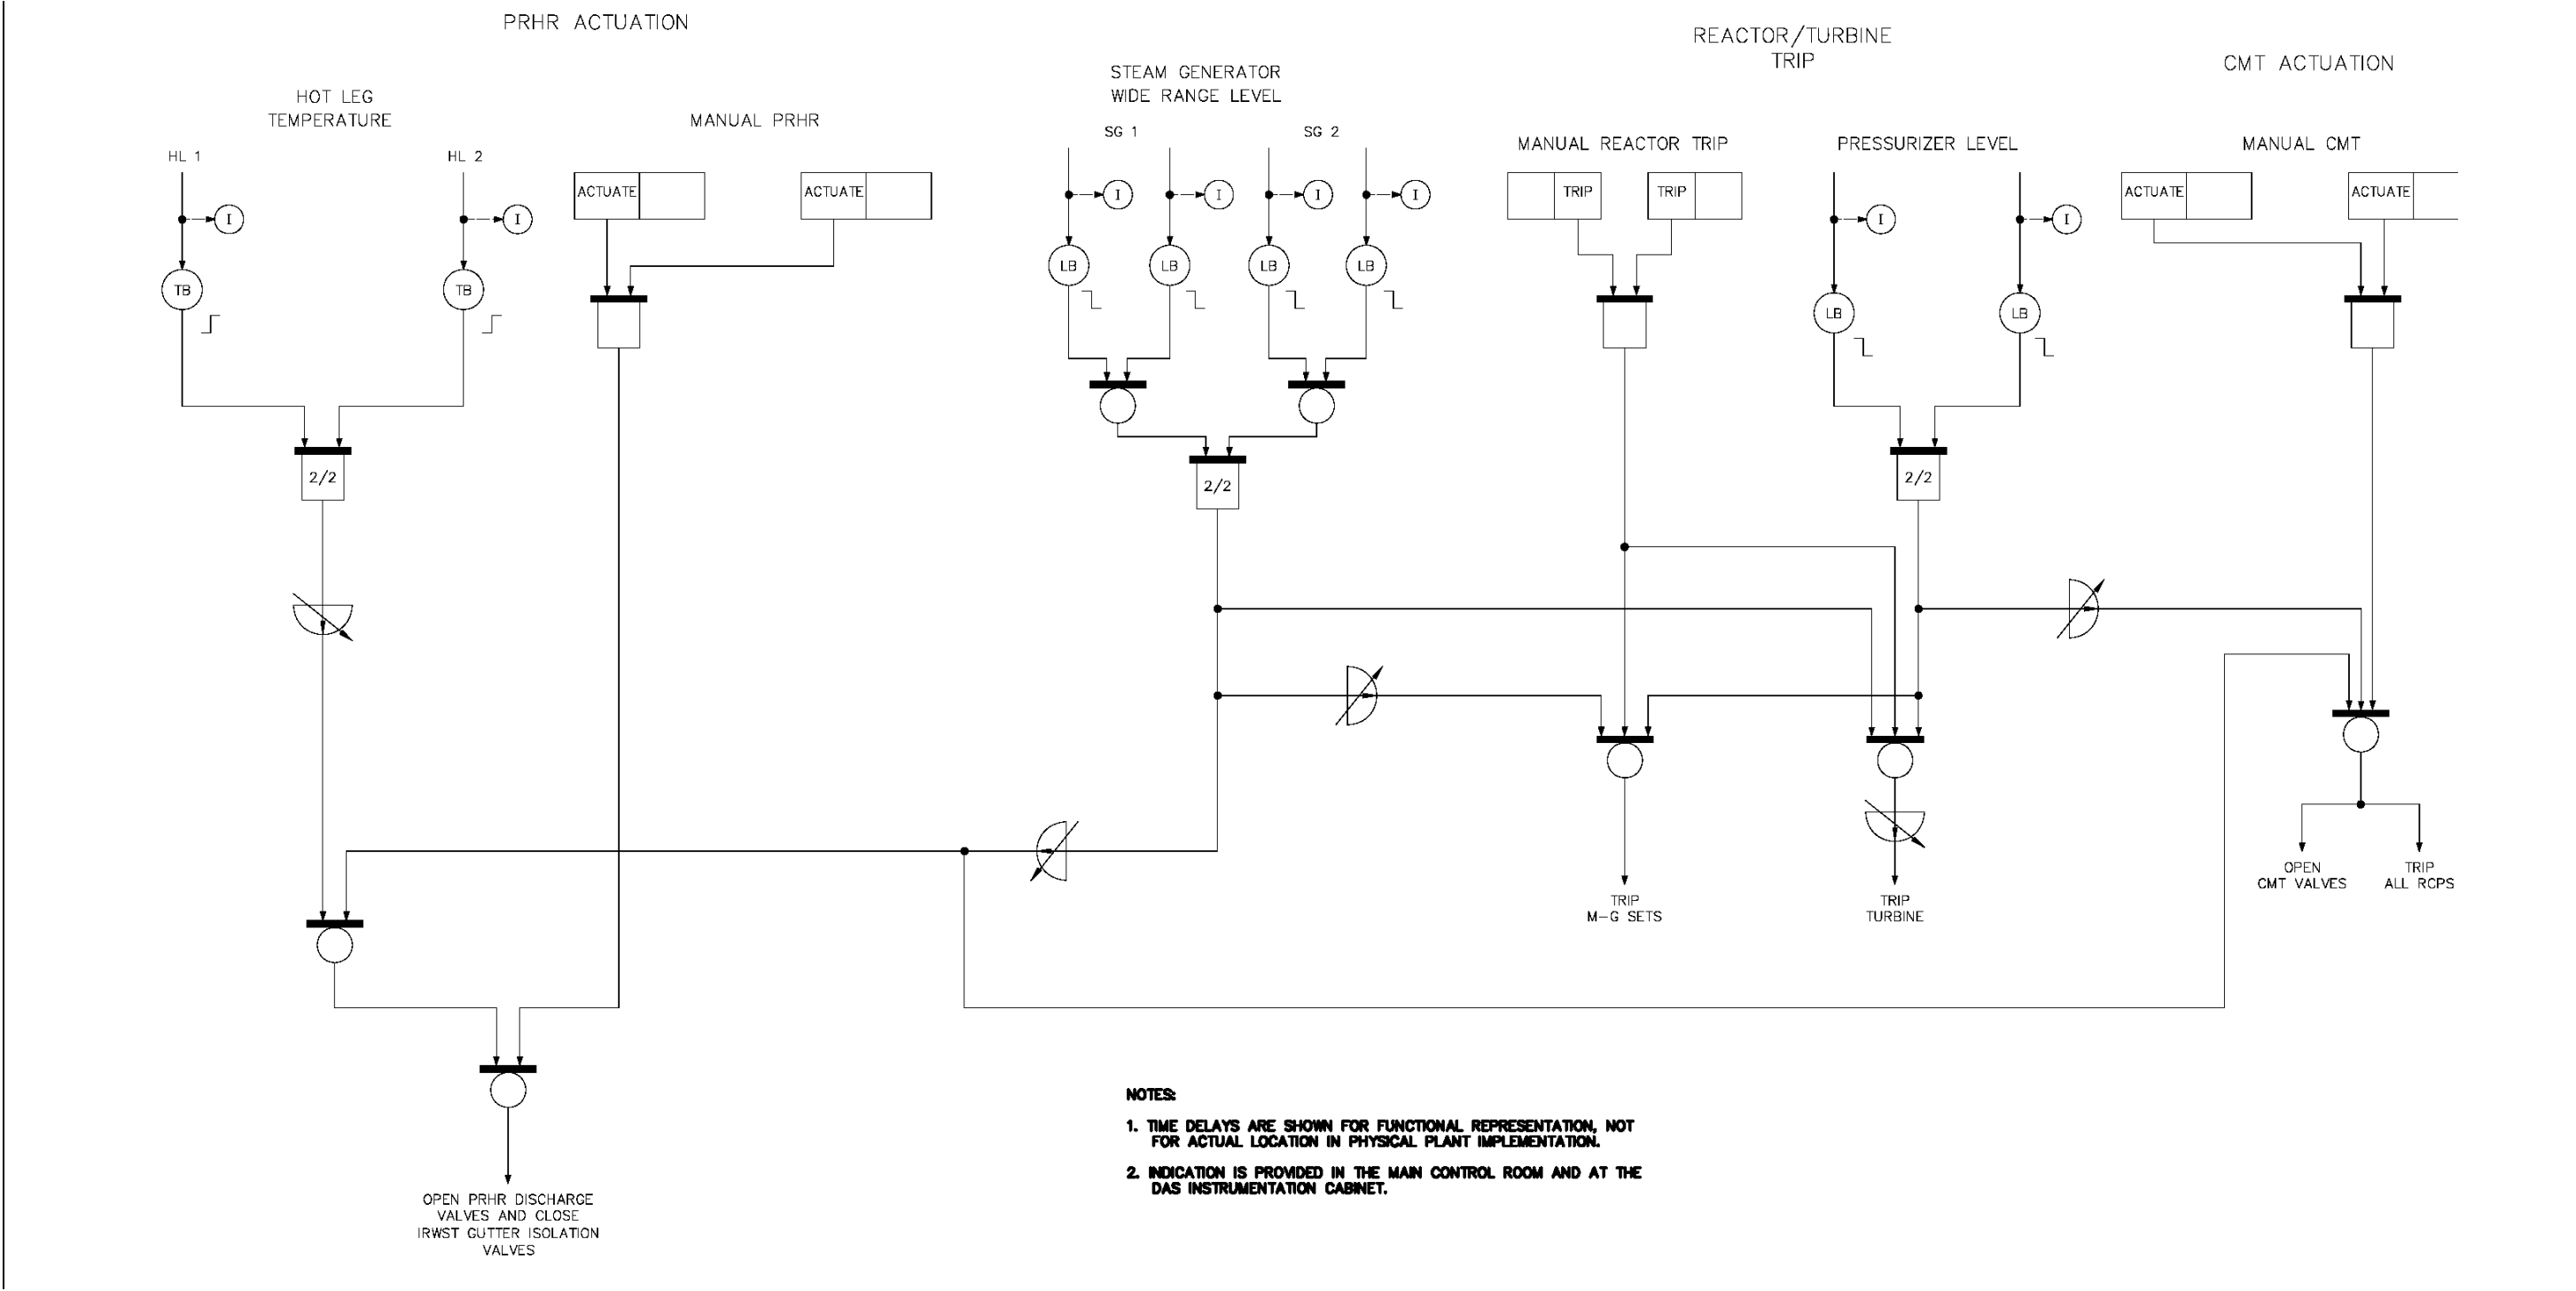 PRHR ACTUATION
REACTOR/TURBINE
TRIP
CMT ACTUATION
STEAM GENERATOR
WIDE RANGE LEVEL
HOT LEG
TEMPERATURE
MANUAL PRHR
SG 1
SG 2
MANUAL REACTOR TRIP
PRESSURIZER LEVEL
MANUAL CMT
HL 1
HL 2
ACTUATE
ACTUATE
TRIP
TRIP
ACTUATE
ACTUATE
I
I
I
I
I
I
I
I
TB
TB
LB
LB
LB
LB
LB
LB
2/2
2/2
2/2
OPEN
CMT VALVES
TRIP
ALL RCPS
TRIP
M-G SETS
TRIP
TURBINE
NOTES:
1. TIME DELAYS ARE SHOWN FOR FUNCTIONAL REPRESENTATION, NOT
FOR ACTUAL LOCATION IN PHYSICAL PLANT IMPLEMENTATION.
2. INDICATION IS PROVIDED IN THE MAIN CONTROL ROOM AND AT THE
DAS INSTRUMENTATION CABINET.
OPEN PRHR DISCHARGE
VALVES AND CLOSE
IRWST GUTTER ISOLATION
VALVES